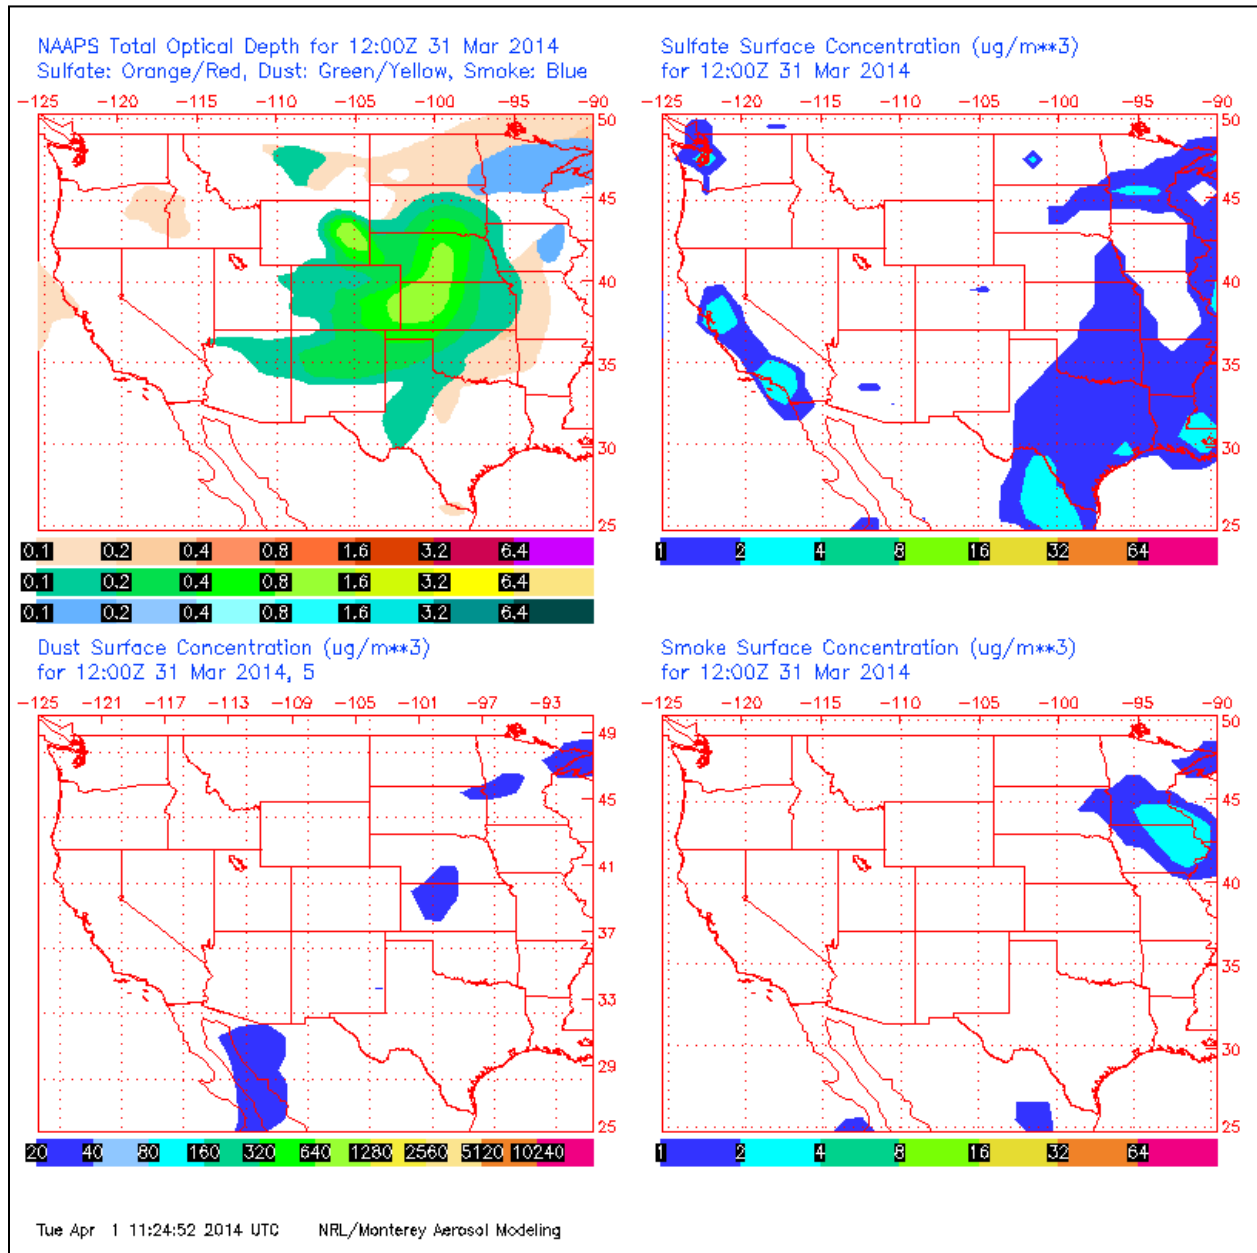 NAAPS Total Optical Depth for 12:00Z 31 Mar 2014
Sulfate: Orange/Red, Dust: Green/Yellow, Smoke: Blue
-125 -120 -115 -110 -105 -100 -95 -90
50
45
40
35
30
25
0.1 0.2 0.4 0.8 1.6 3.2 6.4
0.1 0.2 0.4 0.8 1.6 3.2 6.4
0.1 0.2 0.4 0.8 1.6 3.2 6.4
Sulfate Surface Concentration (ug/m**3)
for 12:00Z 31 Mar 2014
-125 -120 -115 -110 -105 -100 -95 -90
50
45
40
35
30
25
1 2 4 8 16 32 64
Dust Surface Concentration (ug/m**3)
for 12:00Z 31 Mar 2014, 5
-125 -121 -117 -113 -109 -105 -101 -97 -93
49
45
41
37
33
29
25
20 40 80 160 320 640 1280 2560 5120 10240
Smoke Surface Concentration (ug/m**3)
for 12:00Z 31 Mar 2014
-125 -120 -115 -110 -105 -100 -95 -90
50
45
40
35
30
25
1 2 4 8 16 32 64
Tue Apr 1 11:24:52 2014 UTC NRL/Monterey Aerosol Modeling